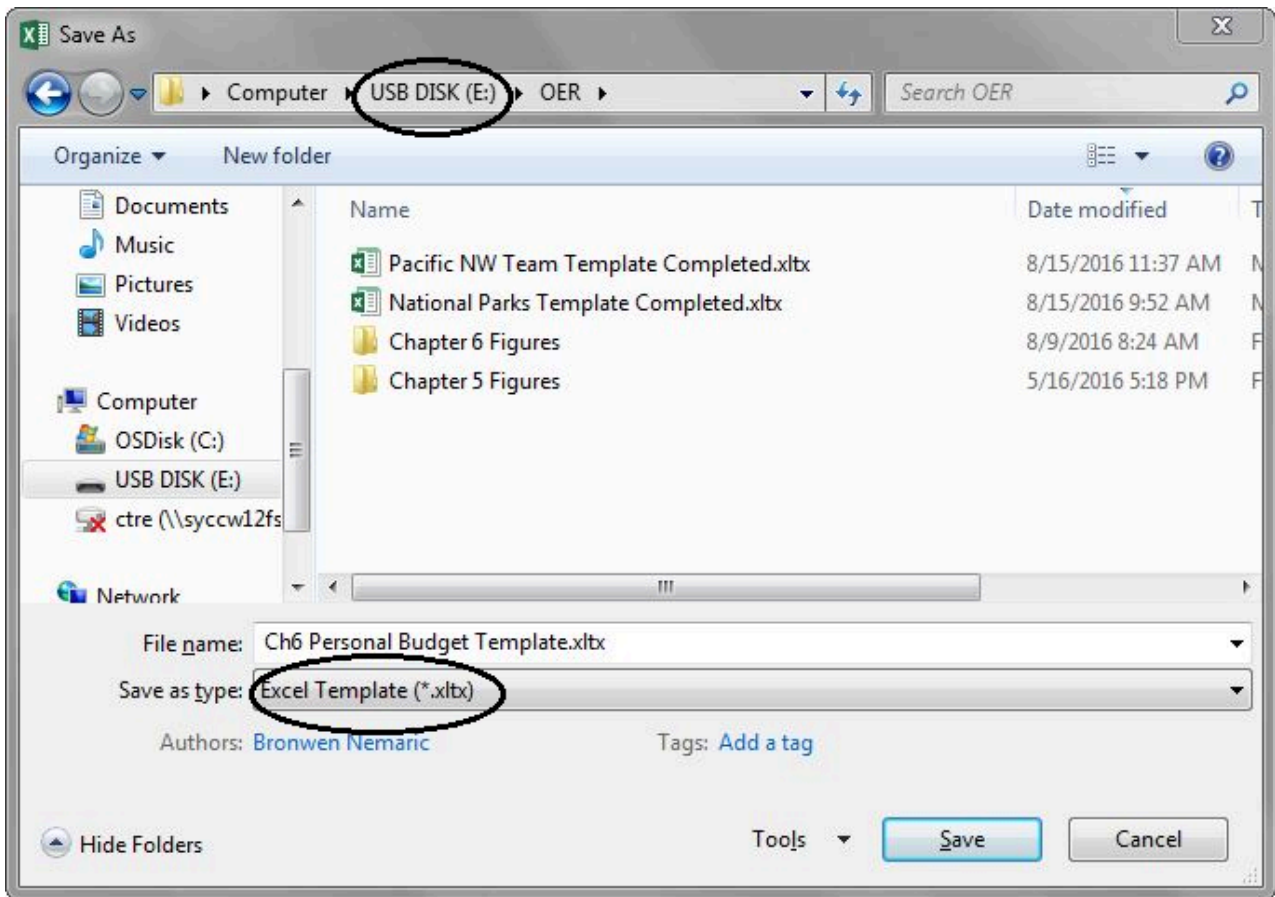 Save As
Computer USB DISK (E:) OER Search OER
Organize New folder
Documents
Music
Pictures
Videos
Computer
OSDisk (C:)
USB DISK (E:)
ctre (\\syccw12fs
Network
Name Date modified T
Pacific NW Team Template Completed.xltx 8/15/2016 11:37 AM M
National Parks Template Completed.xltx 8/15/2016 9:52 AM M
Chapter 6 Figures 8/9/2016 8:24 AM F
Chapter 5 Figures 5/16/2016 5:18 PM F
File name: Ch6 Personal Budget Template.xltx
Save as type: Excel Template (*.xltx)
Authors: Bronwen Nemaric Tags: Add a tag
Hide Folders Tools Save Cancel